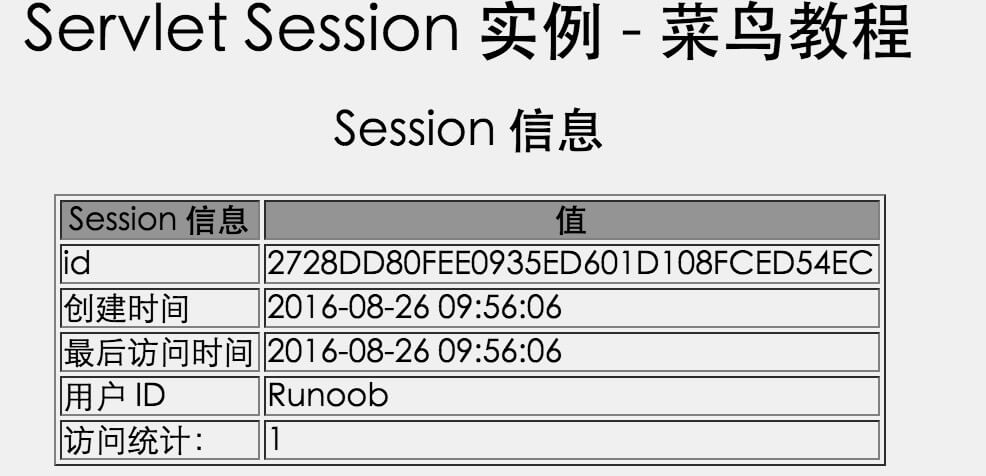 Servlet Session 实例 - 菜鸟教程
Session 信息
Session 信息 值
id 2728DD80FEE0935ED601D108FCED54EC
创建时间 2016-08-26 09:56:06
最后访问时间 2016-08-26 09:56:06
用户 ID Runoob
访问统计： 1